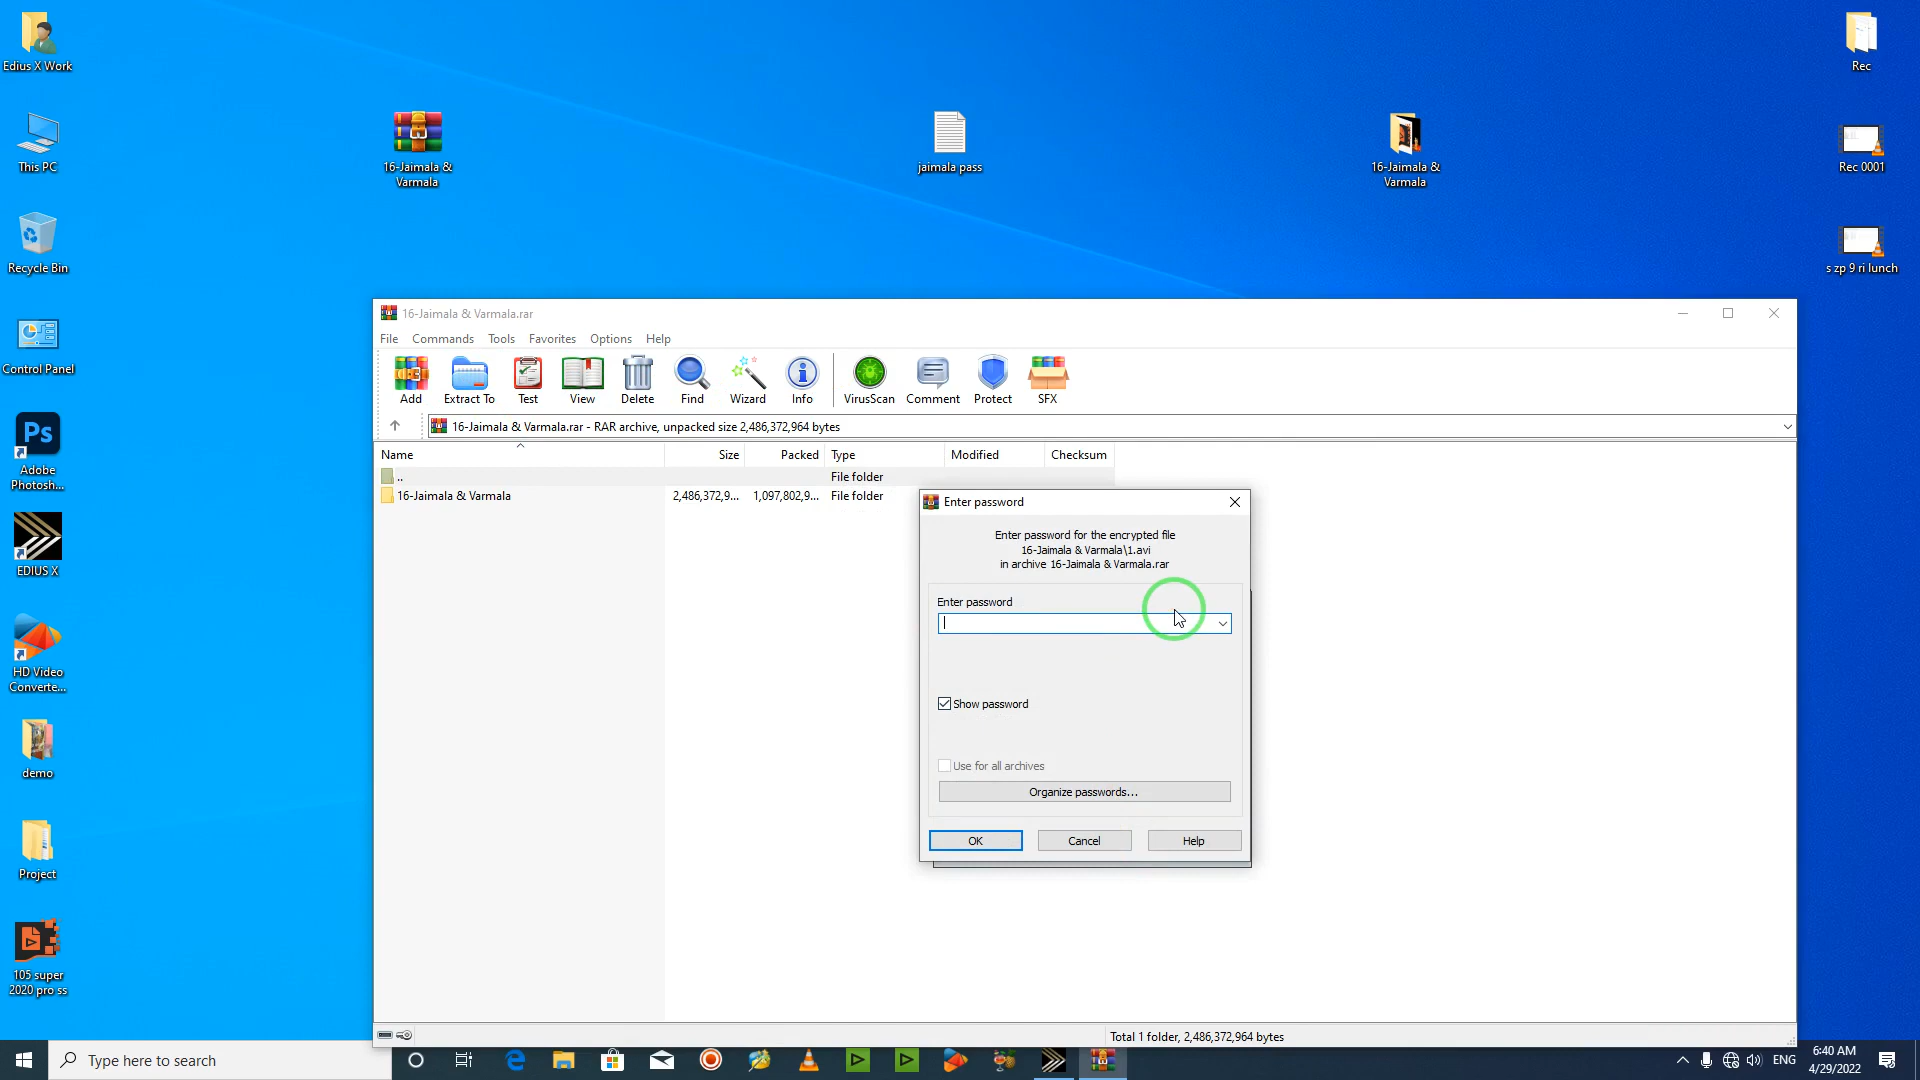 Edius X Work
This PC
Recycle Bin
Control Panel
Ps
Adobe
Photosh...
EDIUS X
HD Video
Converte...
demo
Project
105 super
2020 pro ss
16-Jaimala &
Varmala
jaimala pass
16-Jaimala &
Varmala
Rec
Rec 0001
s zp 9 ri lunch
16-Jaimala & Varmala.rar
File Commands Tools Favorites Options Help
Add Extract To Test View Delete Find Wizard Info VirusScan Comment Protect SFX
16-Jaimala & Varmala.rar - RAR archive, unpacked size 2,486,372,964 bytes
Name Size Packed Type Modified Checksum
.. File folder
16-Jaimala & Varmala 2,486,372,9... 1,097,802,9... File folder
Enter password
Enter password for the encrypted file
16-Jaimala & Varmala\1.avi
in archive 16-Jaimala & Varmala.rar
Enter password
Show password
Use for all archives
Organize passwords...
OK Cancel Help
Total 1 folder, 2,486,372,964 bytes
Type here to search
ENG
6:40 AM
4/29/2022